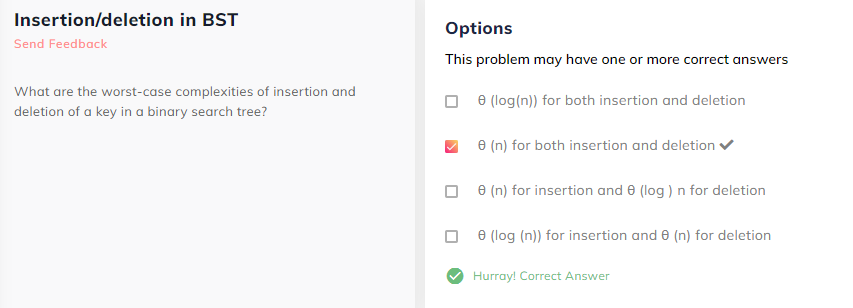 Insertion/deletion in BST
Send Feedback
What are the worst-case complexities of insertion and
deletion of a key in a binary search tree?
Options
This problem may have one or more correct answers
θ (log(n)) for both insertion and deletion
θ (n) for both insertion and deletion
θ (n) for insertion and θ (log ) n for deletion
θ (log (n)) for insertion and θ (n) for deletion
Hurray! Correct Answer